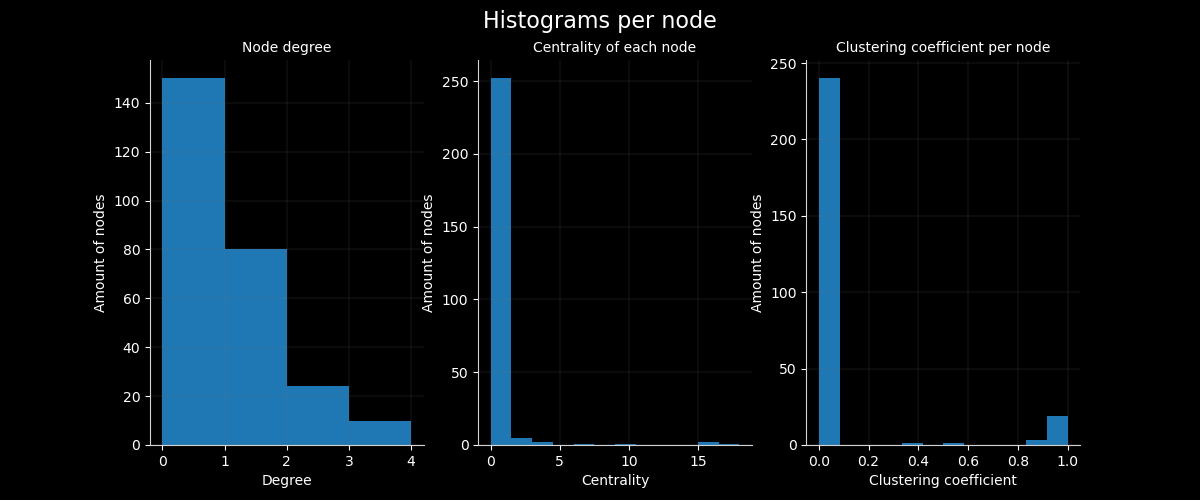 Histograms per node
Node degree
Amount of nodes
140
120
100
80
60
40
20
0
0 1 2 3 4
Degree
Centrality of each node
Amount of nodes
250
200
150
100
50
0
0 5 10 15
Centrality
Clustering coefficient per node
Amount of nodes
250
200
150
100
50
0
0.0 0.2 0.4 0.6 0.8 1.0
Clustering coefficient